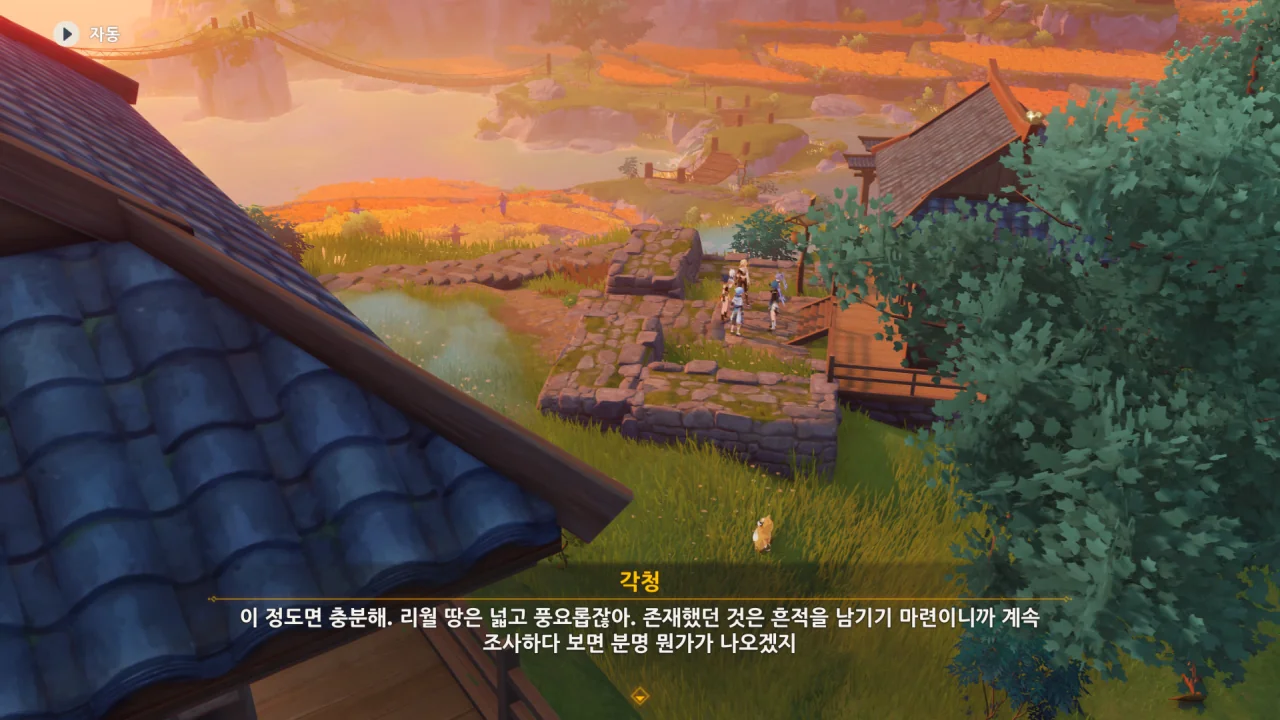 자동
각청
이 정도면 충분해. 리월 땅은 넓고 풍요롭잖아. 존재했던 것은 흔적을 남기기 마련이니까 계속
조사하다 보면 분명 뭔가가 나오겠지